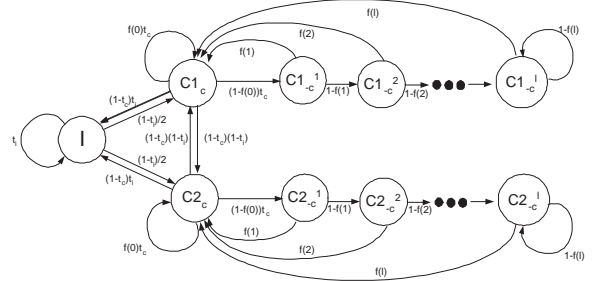 f(l)
f(0)t_c
f(2)
f(1)
1-f(l)
C1_c
C1_-c^1
C1_-c^2
C1_-c^l
(1-f(0))t_c
1-f(1)
1-f(2)
(1-t_c)t_i
(1-t_i)/2
t_i
I
(1-t_c)(1-t_i)
(1-t_c)(1-t_i)
(1-t_i)/2
(1-t_c)t_i
C2_c
C2_-c^1
C2_-c^2
C2_-c^l
(1-f(0))t_c
1-f(1)
1-f(2)
f(1)
f(0)t_c
f(2)
1-f(l)
f(l)